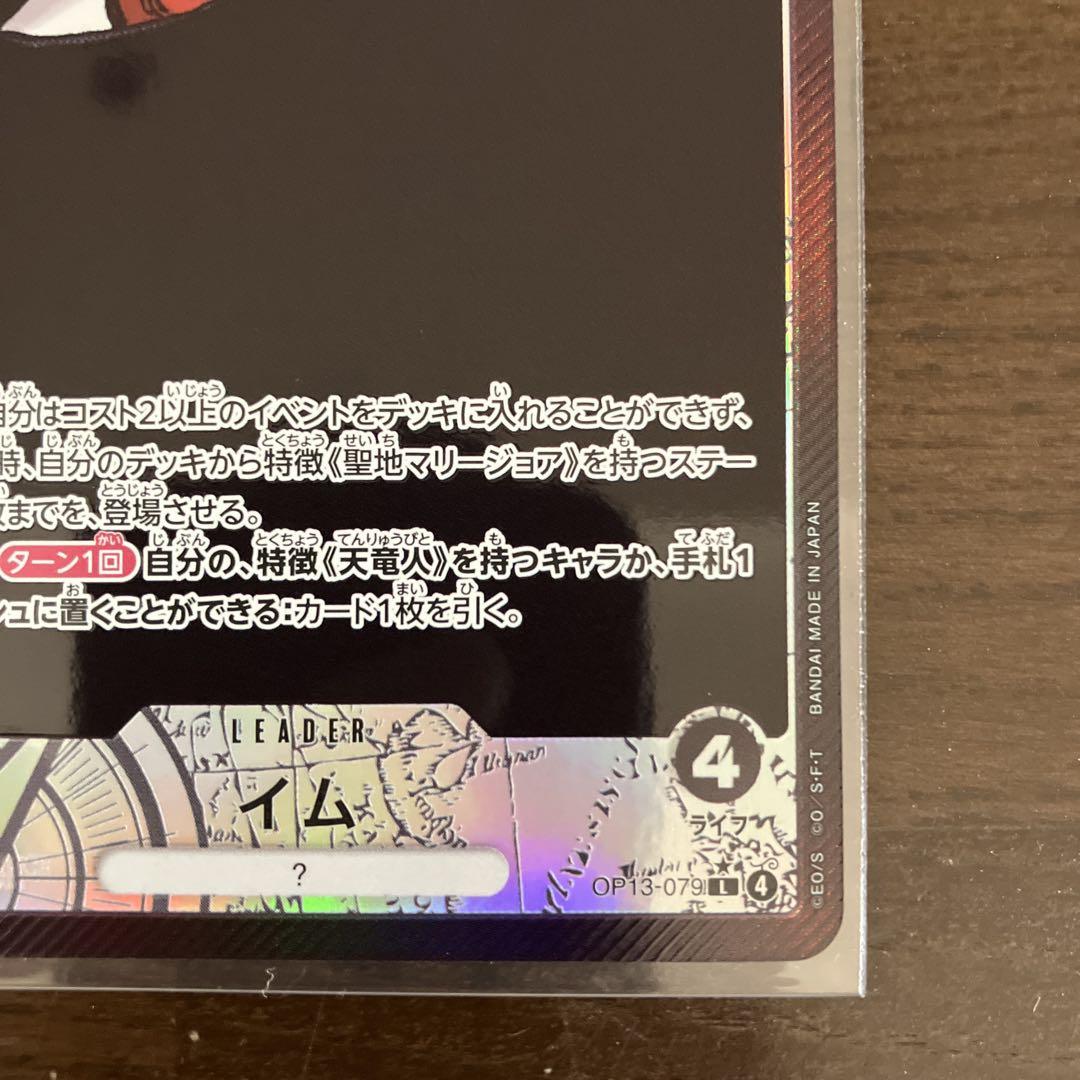 自分はコスト2以上のイベントをデッキに入れることができず、
時、自分のデッキから特徴《聖地マリージョア》を持つステー
枚までを、登場させる。
ターン1回 自分の、特徴《天竜人》を持つキャラか、手札1
シュに置くことができる：カード1枚を引く。
LEADER
イム
?
4
ライフ
OP13-079 L 4
©EO/S ©O/S・F・T BANDAI MADE IN JAPAN